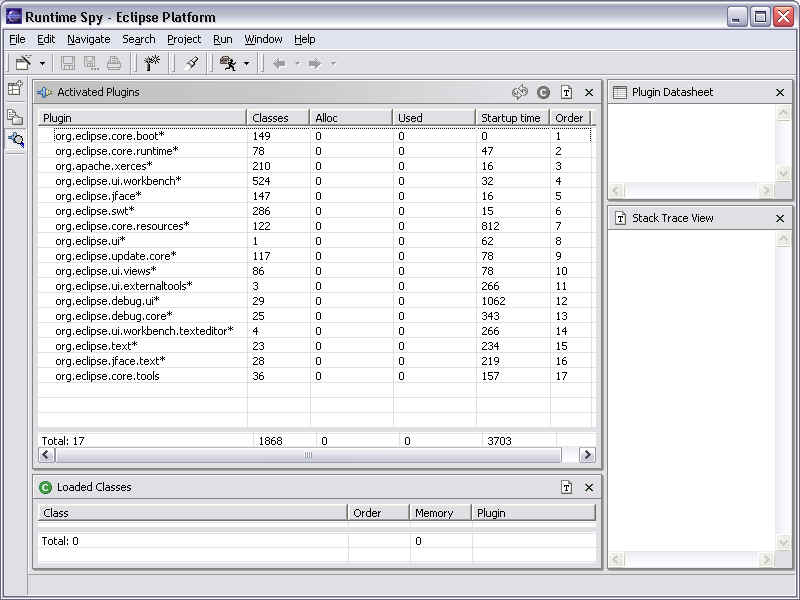 Runtime Spy - Eclipse Platform
File Edit Navigate Search Project Run Window Help
Activated Plugins
Plugin Classes Alloc Used Startup time Order
org.eclipse.core.boot* 149 0 0 0 1
org.eclipse.core.runtime* 78 0 0 47 2
org.apache.xerces* 210 0 0 16 3
org.eclipse.ui.workbench* 524 0 0 32 4
org.eclipse.jface* 147 0 0 16 5
org.eclipse.swt* 286 0 0 15 6
org.eclipse.core.resources* 122 0 0 812 7
org.eclipse.ui* 1 0 0 62 8
org.eclipse.update.core* 117 0 0 78 9
org.eclipse.ui.views* 86 0 0 78 10
org.eclipse.ui.externaltools* 3 0 0 266 11
org.eclipse.debug.ui* 29 0 0 1062 12
org.eclipse.debug.core* 25 0 0 343 13
org.eclipse.ui.workbench.texteditor* 4 0 0 266 14
org.eclipse.text* 23 0 0 234 15
org.eclipse.jface.text* 28 0 0 219 16
org.eclipse.core.tools 36 0 0 157 17
Total: 17 1868 0 0 3703
Loaded Classes
Class Order Memory Plugin
Total: 0 0
Plugin Datasheet
Stack Trace View